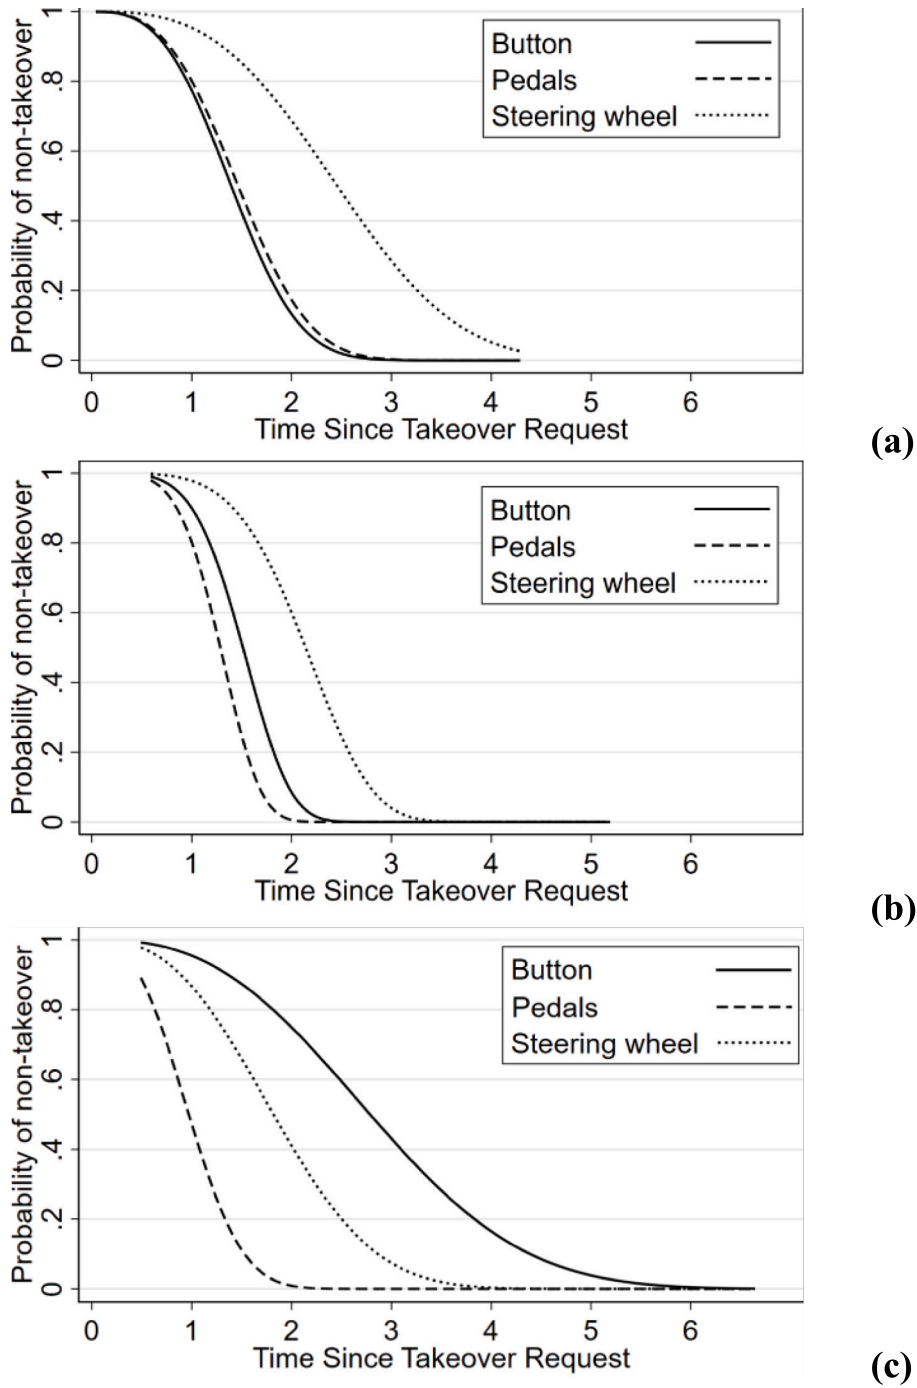 Probability of non-takeover
1
.8
.6
.4
.2
0
Button
Pedals
Steering wheel
0 1 2 3 4 5 6
Time Since Takeover Request
(a)
Probability of non-takeover
1
.8
.6
.4
.2
0
Button
Pedals
Steering wheel
0 1 2 3 4 5 6
Time Since Takeover Request
(b)
Probability of non-takeover
1
.8
.6
.4
.2
0
Button
Pedals
Steering wheel
0 1 2 3 4 5 6
Time Since Takeover Request
(c)